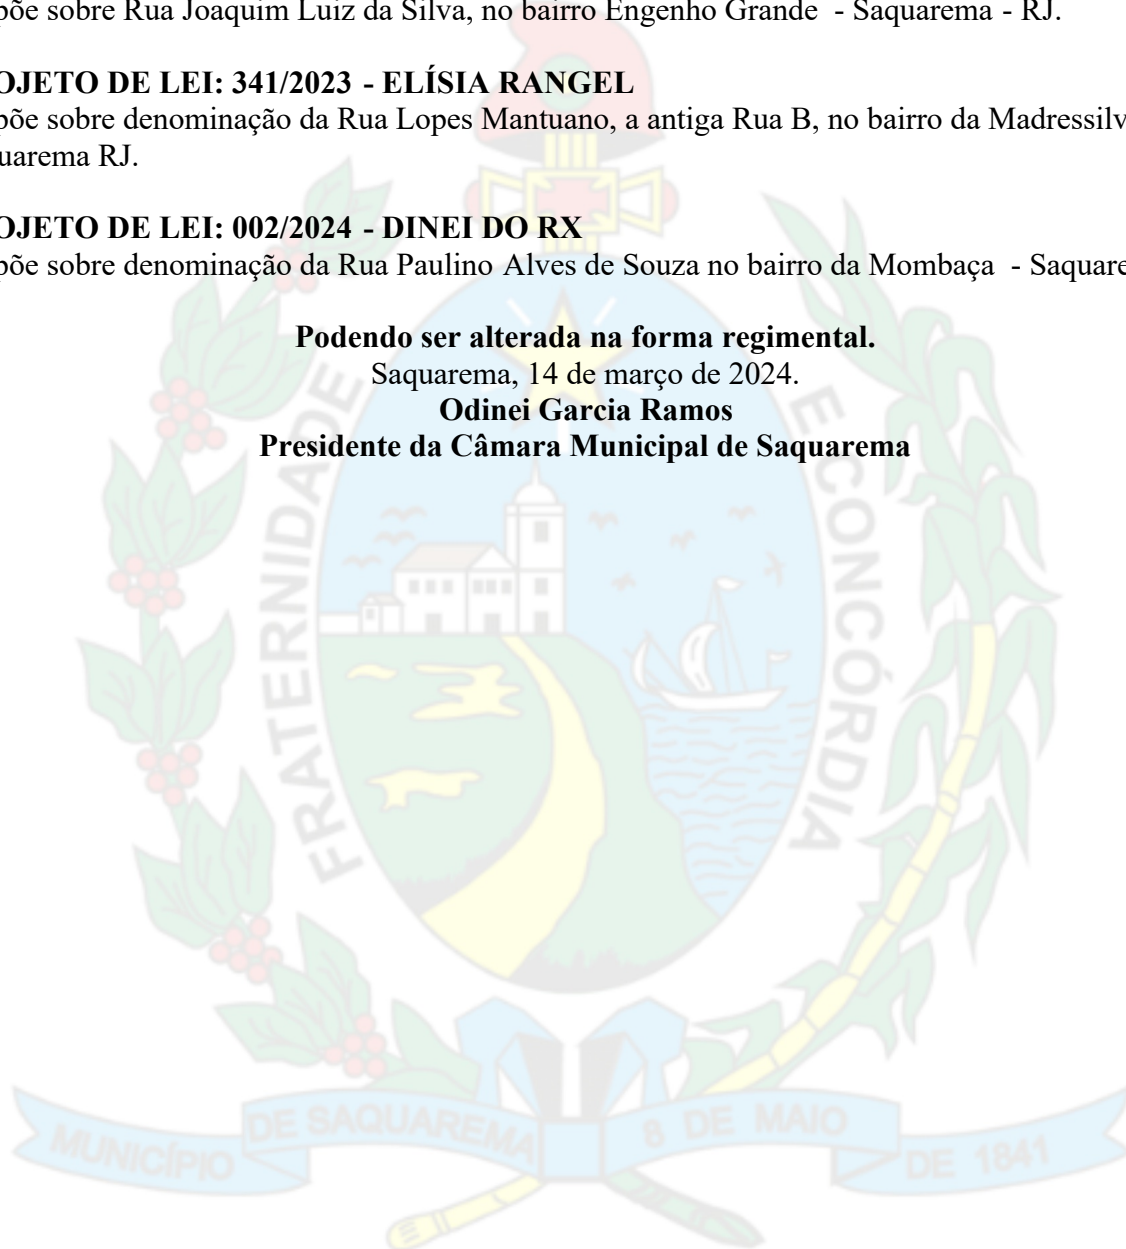 põe sobre Rua Joaquim Luiz da Silva, no bairro Engenho Grande - Saquarema - RJ.
OJETO DE LEI: 341/2023 - ELÍSIA RANGEL
põe sobre denominação da Rua Lopes Mantuano, a antiga Rua B, no bairro da Madressilv
uarema RJ.
OJETO DE LEI: 002/2024 - DINEI DO RX
põe sobre denominação da Rua Paulino Alves de Souza no bairro da Mombaça - Saquare
Podendo ser alterada na forma regimental.
Saquarema, 14 de março de 2024.
Odinei Garcia Ramos
Presidente da Câmara Municipal de Saquarema
FRATERNIDADE
E CONCÓRDIA
MUNICÍPIO DE SAQUAREMA 8 DE MAIO DE 1841